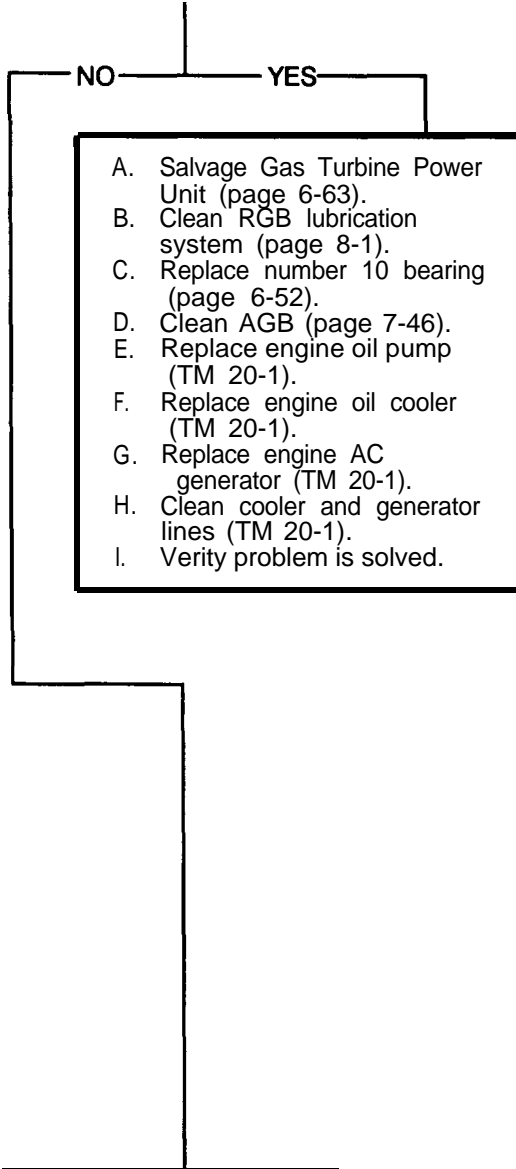 NO YES
A. Salvage Gas Turbine Power
Unit (page 6-63).
B. Clean RGB lubrication
system (page 8-1).
C. Replace number 10 bearing
(page 6-52).
D. Clean AGB (page 7-46).
E. Replace engine oil pump
(TM 20-1).
F. Replace engine oil cooler
(TM 20-1).
G. Replace engine AC
generator (TM 20-1).
H. Clean cooler and generator
lines (TM 20-1).
I. Verity problem is solved.